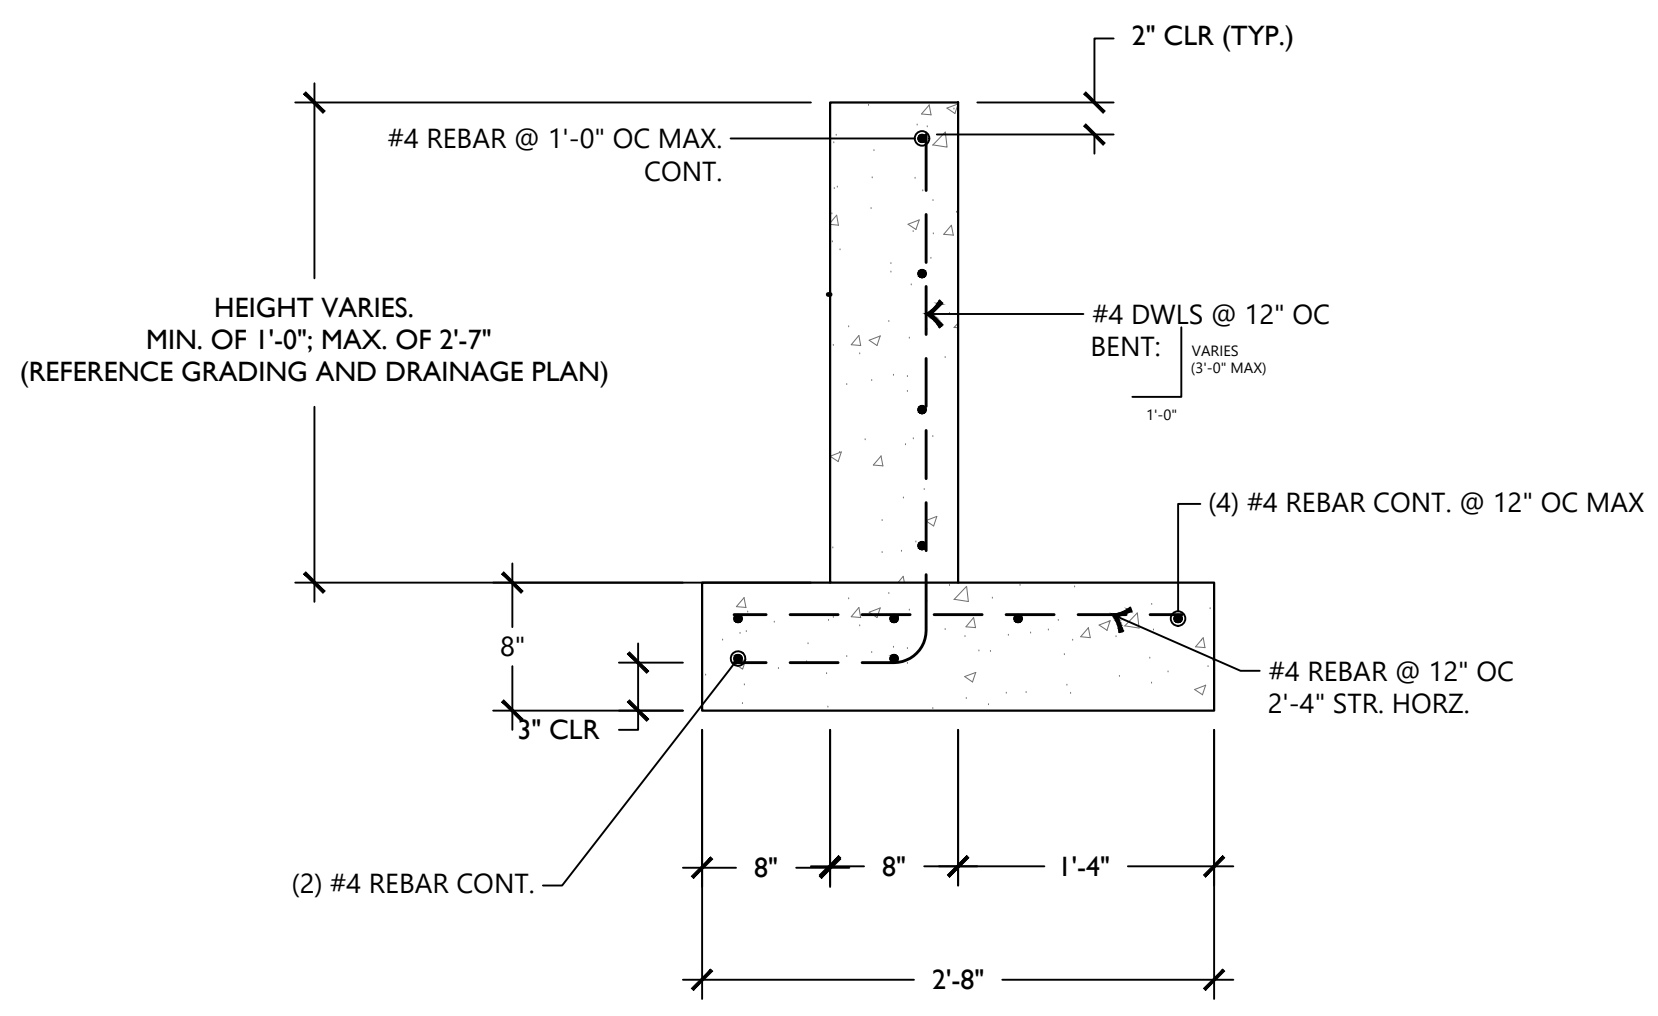 2" CLR (TYP.)
#4 REBAR @ 1'-0" OC MAX.
CONT.
HEIGHT VARIES.
MIN. OF 1'-0"; MAX. OF 2'-7"
(REFERENCE GRADING AND DRAINAGE PLAN)
#4 DWLS @ 12" OC
BENT:
VARIES
(3'-0" MAX)
1'-0"
(4) #4 REBAR CONT. @ 12" OC MAX
8"
#4 REBAR @ 12" OC
2'-4" STR. HORZ.
3" CLR
(2) #4 REBAR CONT.
8"
8"
1'-4"
2'-8"